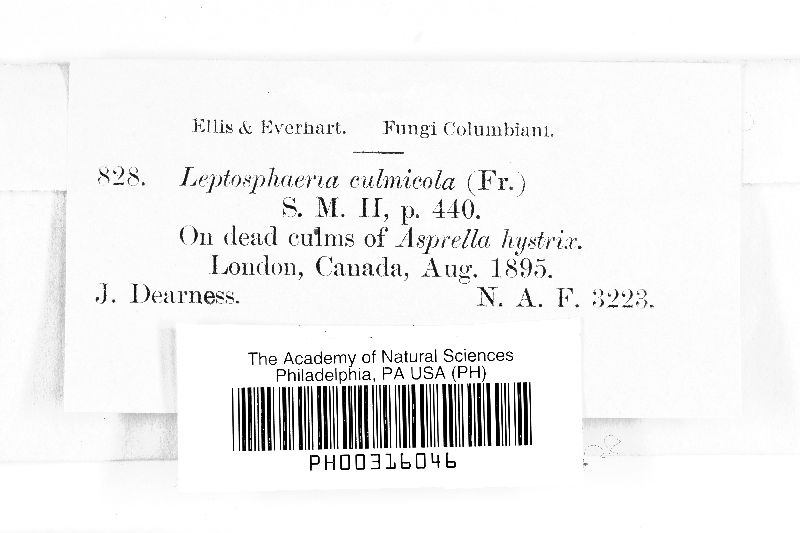 Ellis & Everhart. Fungi Columbiani.
828. Leptosphaeria culmicola (Fr.)
S. M. II, p. 440.
On dead culms of Asprella hystrix.
London, Canada, Aug. 1895.
J. Dearness. N. A. F. 3223.
The Academy of Natural Sciences
Philadelphia, PA USA (PH)
PH00316046